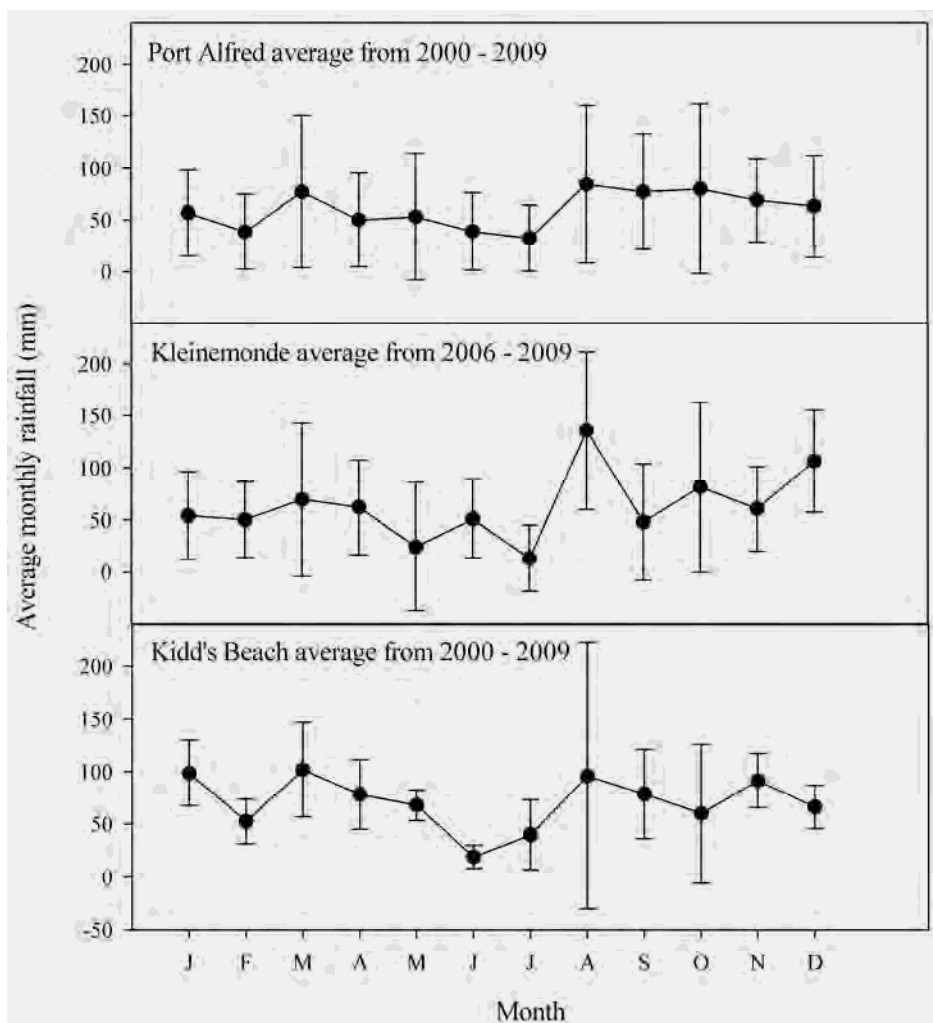 Port Alfred average from 2000 - 2009
200
150
100
50
0
Kleinemonde average from 2006 - 2009
200
150
100
50
0
Kidd's Beach average from 2000 - 2009
200
150
100
50
0
-50
Average monthly rainfall (mm)
J F M A M J J A S O N D
Month